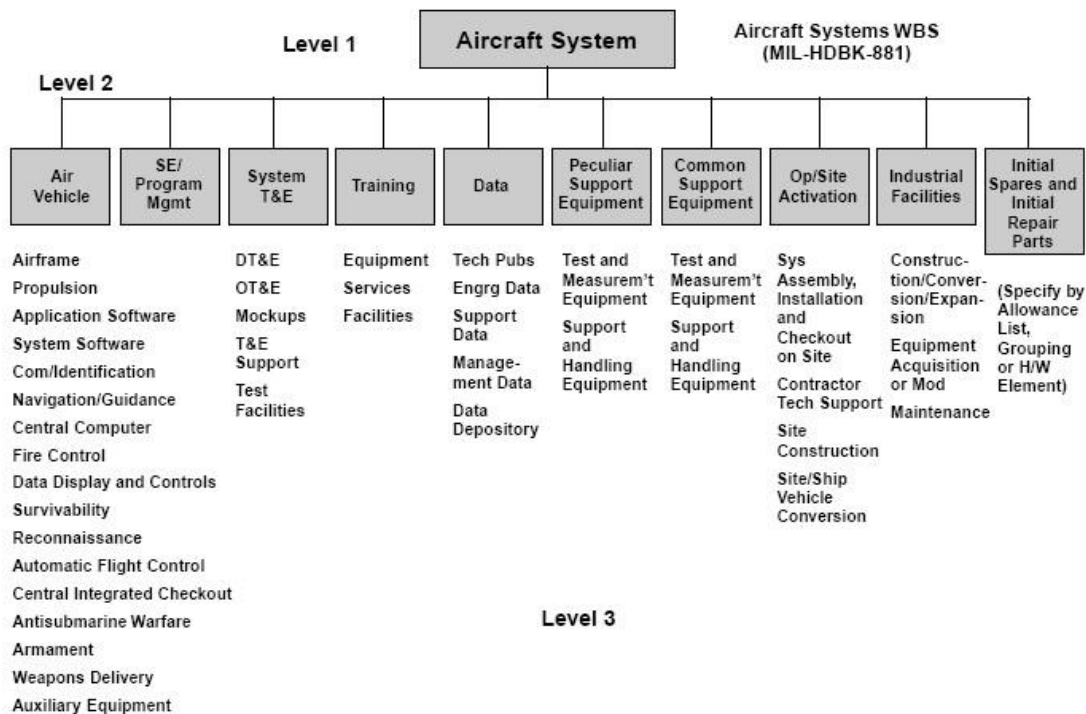 Level 1
Aircraft System
Aircraft Systems WBS
(MIL-HDBK-881)
Level 2
Air
Vehicle
SE/
Program
Mgmt
System
T&E
Training
Data
Peculiar
Support
Equipment
Common
Support
Equipment
Op/Site
Activation
Industrial
Facilities
Initial
Spares and
Initial
Repair
Parts
Airframe
Propulsion
Application Software
System Software
Com/Identification
Navigation/Guidance
Central Computer
Fire Control
Data Display and Controls
Survivability
Reconnaissance
Automatic Flight Control
Central Integrated Checkout
Antisubmarine Warfare
Armament
Weapons Delivery
Auxiliary Equipment
DT&E
OT&E
Mockups
T&E
Support
Test
Facilities
Equipment
Services
Facilities
Tech Pubs
Engrg Data
Support
Data
Manage-
ment Data
Data
Depository
Test and
Measurem't
Equipment
Support
and
Handling
Equipment
Test and
Measurem't
Equipment
Support
and
Handling
Equipment
Sys
Assembly,
Installation
and
Checkout
on Site
Contractor
Tech Support
Site
Construction
Site/Ship
Vehicle
Conversion
Construc-
tion/Conver-
sion/Expan-
sion
Equipment
Acquisition
or Mod
Maintenance
(Specify by
Allowance
List,
Grouping
or H/W
Element)
Level 3